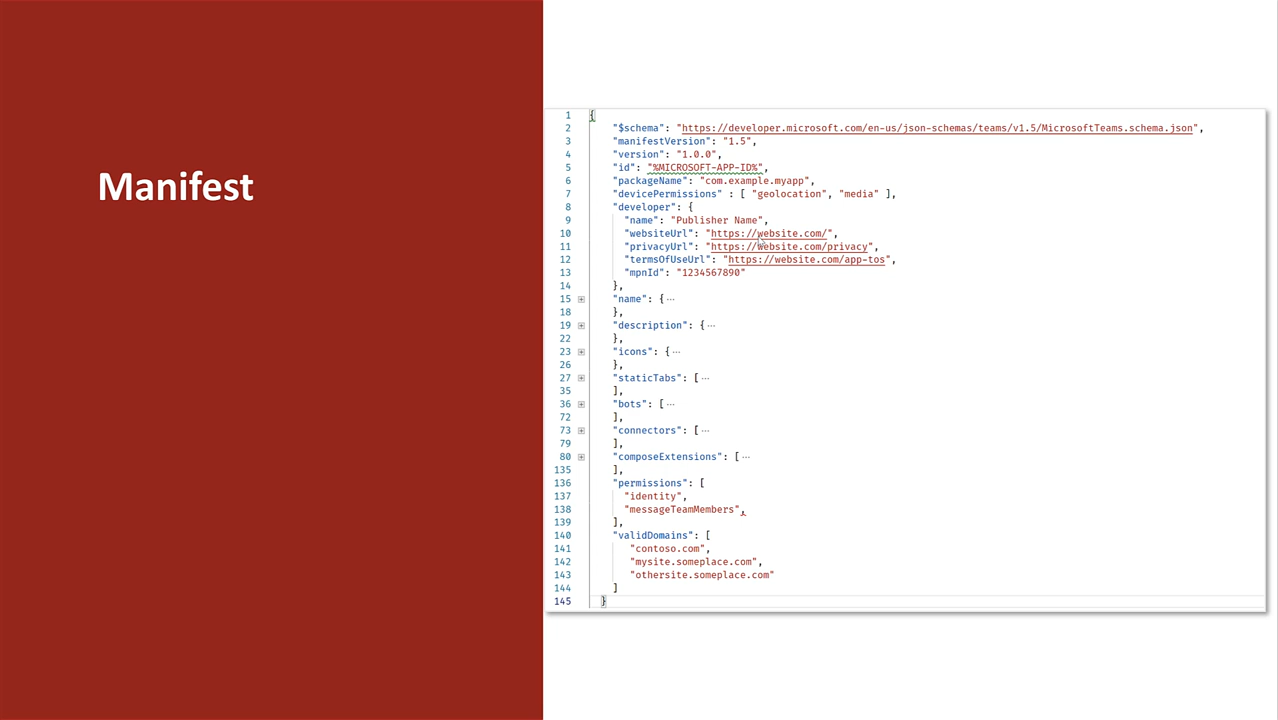 Manifest
1 {
2 "$schema": "https://developer.microsoft.com/en-us/json-schemas/teams/v1.5/MicrosoftTeams.schema.json",
3 "manifestVersion": "1.5",
4 "version": "1.0.0",
5 "id": "%MICROSOFT-APP-ID%",
6 "packageName": "com.example.myapp",
7 "devicePermissions" : [ "geolocation", "media" ],
8 "developer": {
9 "name": "Publisher Name",
10 "websiteUrl": "https://website.com/",
11 "privacyUrl": "https://website.com/privacy",
12 "termsOfUseUrl": "https://website.com/app-tos",
13 "mpnId": "1234567890"
14 },
15 "name": {···
18 },
19 "description": {···
22 },
23 "icons": {···
26 },
27 "staticTabs": [···
35 ],
36 "bots": [···
72 ],
73 "connectors": [···
79 ],
80 "composeExtensions": [···
135 ],
136 "permissions": [
137 "identity",
138 "messageTeamMembers",
139 ],
140 "validDomains": [
141 "contoso.com",
142 "mysite.someplace.com",
143 "othersite.someplace.com"
144 ]
145 }